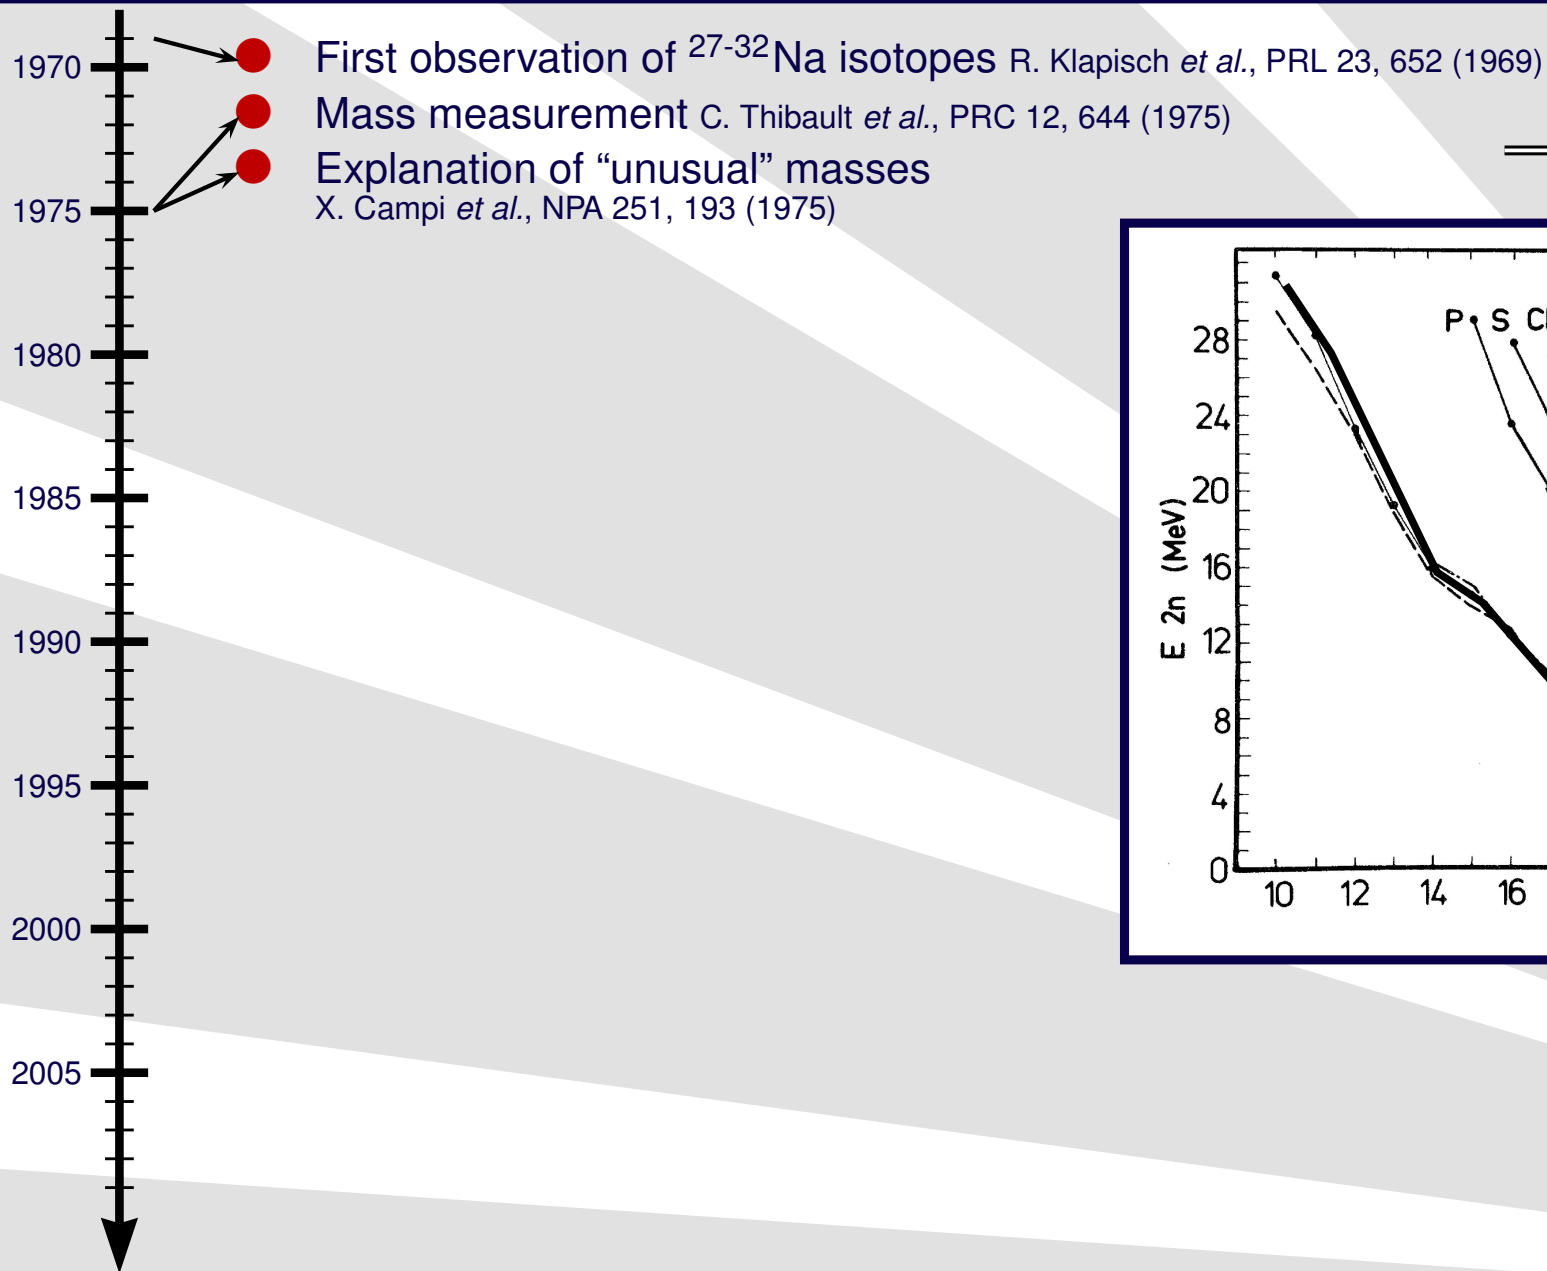 1970
First observation of 27-32Na isotopes R. Klapisch et al., PRL 23, 652 (1969)
Mass measurement C. Thibault et al., PRC 12, 644 (1975)
Explanation of “unusual” masses
1975
X. Campi et al., NPA 251, 193 (1975)
1980
1985
1990
1995
2000
2005
P S
28
24
20
16
12
8
4
0
E 2n (MeV)
10 12 14 16